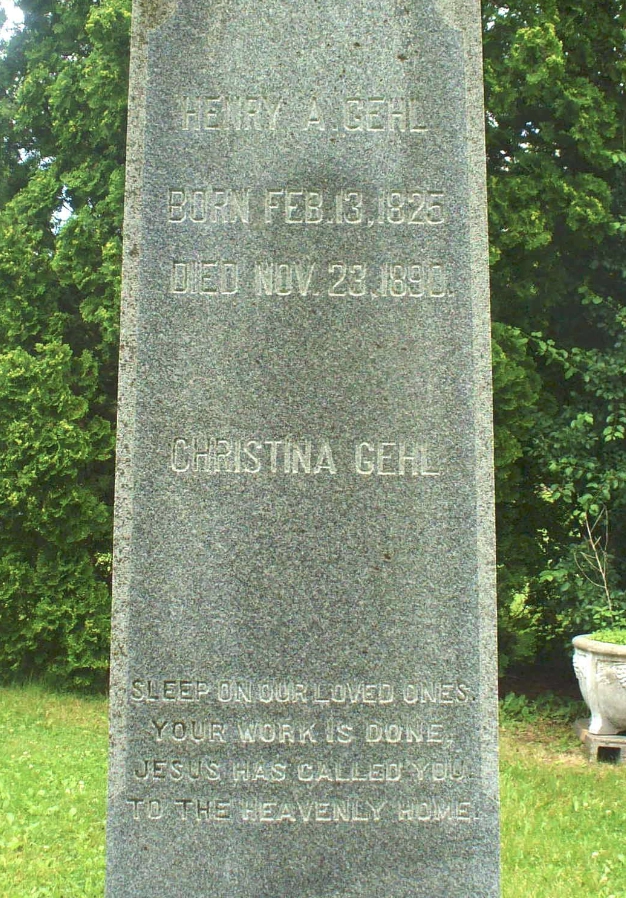 HENRY A. GEHL
BORN FEB. 13, 1825
DIED NOV. 23, 1890.
CHRISTINA GEHL
SLEEP ON OUR LOVED ONES.
YOUR WORK IS DONE,
JESUS HAS CALLED YOU
TO THE HEAVENLY HOME.